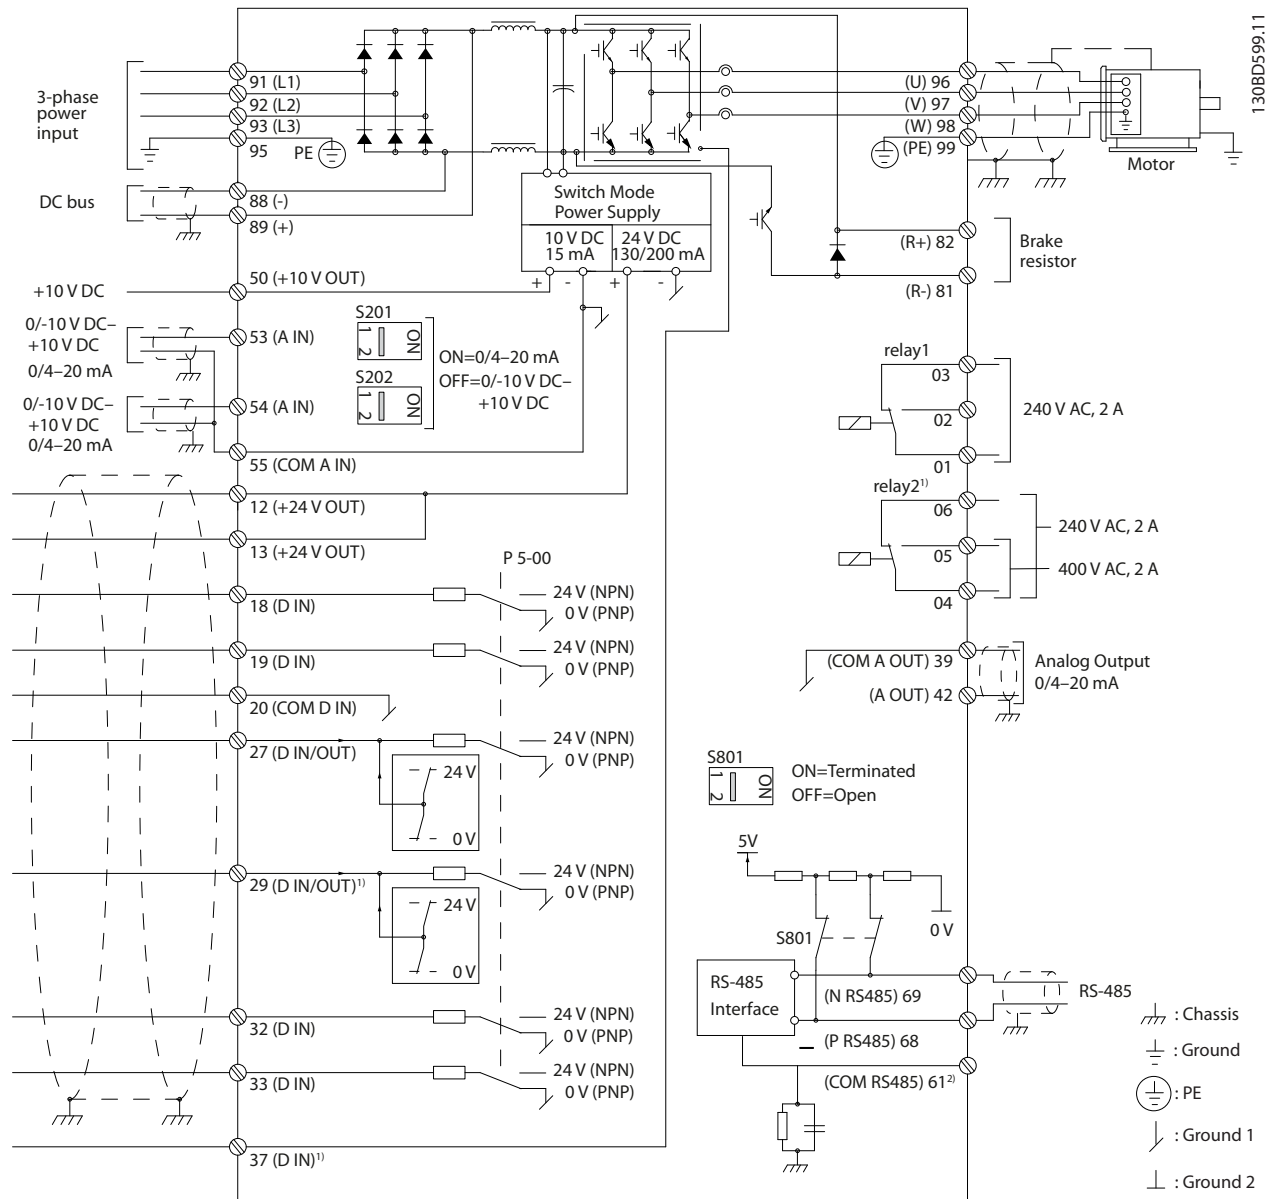 130BD599.11
3-phase
power
input
91 (L1)
92 (L2)
93 (L3)
95
PE
DC bus
88 (-)
89 (+)
+10 V DC
50 (+10 V OUT)
0/-10 V DC–
+10 V DC
0/4–20 mA
53 (A IN)
0/-10 V DC–
+10 V DC
0/4–20 mA
54 (A IN)
55 (COM A IN)
12 (+24 V OUT)
13 (+24 V OUT)
18 (D IN)
19 (D IN)
20 (COM D IN)
27 (D IN/OUT)
24 V
0 V
29 (D IN/OUT)1)
24 V
0 V
32 (D IN)
33 (D IN)
37 (D IN)1)
S201
1
2
ON
S202
1
2
ON
ON=0/4–20 mA
OFF=0/-10 V DC–
+10 V DC
P 5-00
24 V (NPN)
0 V (PNP)
24 V (NPN)
0 V (PNP)
24 V (NPN)
0 V (PNP)
24 V (NPN)
0 V (PNP)
24 V (NPN)
0 V (PNP)
24 V (NPN)
0 V (PNP)
Switch Mode
Power Supply
10 V DC
15 mA
24 V DC
130/200 mA
+ - + -
(U) 96
(V) 97
(W) 98
(PE) 99
Motor
(R+) 82
(R-) 81
Brake
resistor
relay1
03
02
01
240 V AC, 2 A
relay2 1)
06
05
04
240 V AC, 2 A
400 V AC, 2 A
(COM A OUT) 39
(A OUT) 42
Analog Output
0/4–20 mA
S801
1
2
ON
ON=Terminated
OFF=Open
5V
S801
0 V
RS-485
Interface
(N RS485) 69
(P RS485) 68
(COM RS485) 61 2)
RS-485
: Chassis
: Ground
: PE
: Ground 1
: Ground 2